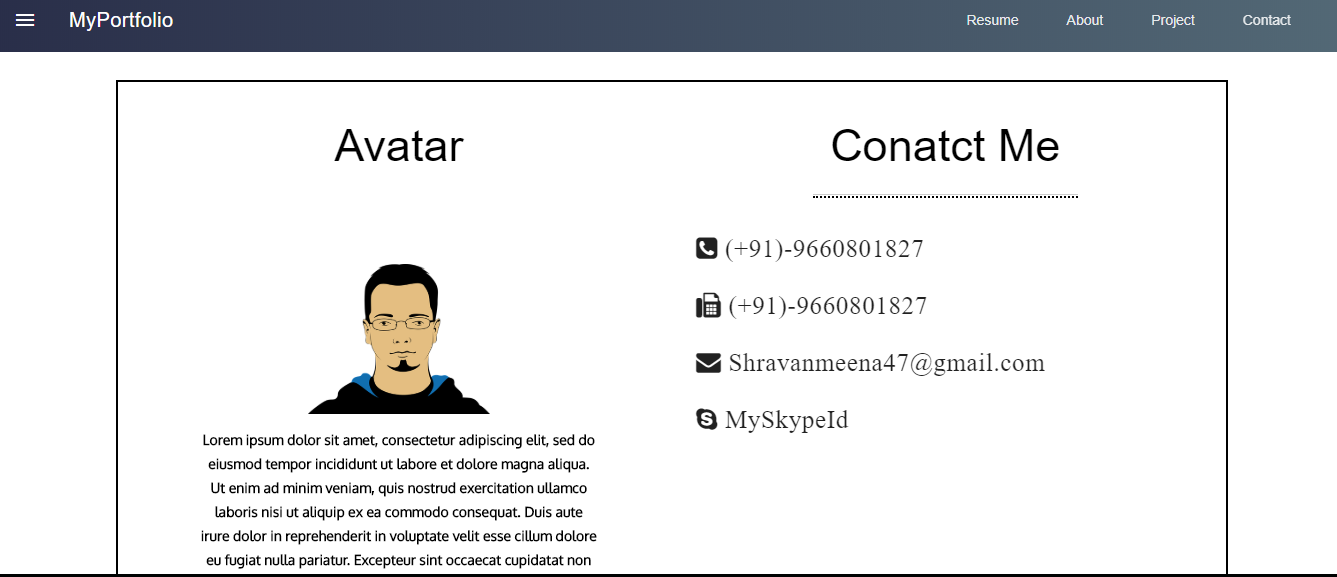 MyPortfolio
Resume About Project Contact
Avatar
Lorem ipsum dolor sit amet, consectetur adipiscing elit, sed do
eiusmod tempor incididunt ut labore et dolore magna aliqua.
Ut enim ad minim veniam, quis nostrud exercitation ullamco
laboris nisi ut aliquip ex ea commodo consequat. Duis aute
irure dolor in reprehenderit in voluptate velit esse cillum dolore
eu fugiat nulla pariatur. Excepteur sint occaecat cupidatat non
Conatct Me
(+91)-9660801827
(+91)-9660801827
Shravanmeena47@gmail.com
MySkypeId